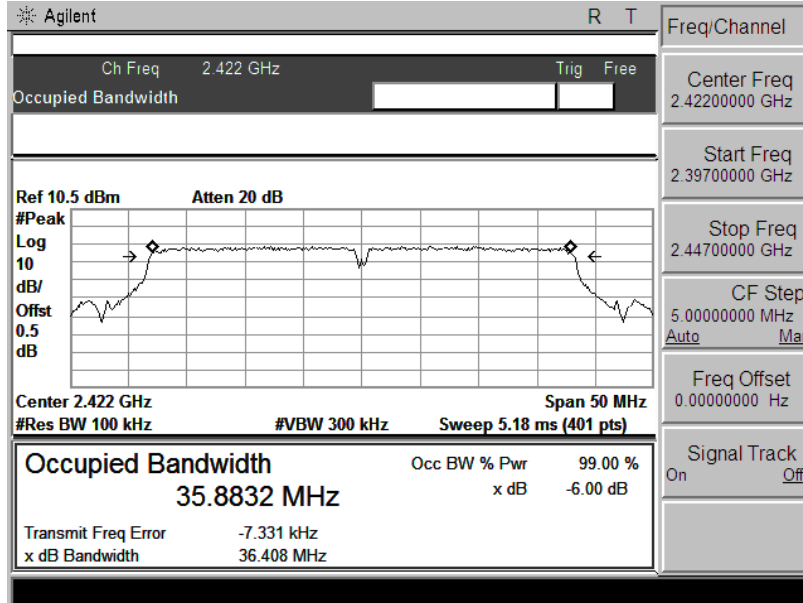 Agilent R T
Ch Freq 2.422 GHz Trig Free
Occupied Bandwidth
Ref 10.5 dBm Atten 20 dB
#Peak
Log
10
dB/
Offst
0.5
dB
Center 2.422 GHz Span 50 MHz
#Res BW 100 kHz #VBW 300 kHz Sweep 5.18 ms (401 pts)
Occupied Bandwidth Occ BW % Pwr 99.00 %
35.8832 MHz x dB -6.00 dB
Transmit Freq Error -7.331 kHz
x dB Bandwidth 36.408 MHz
Freq/Channel
Center Freq
2.42200000 GHz
Start Freq
2.39700000 GHz
Stop Freq
2.44700000 GHz
CF Step
5.00000000 MHz
Auto Mar
Freq Offset
0.00000000 Hz
Signal Track
On Off